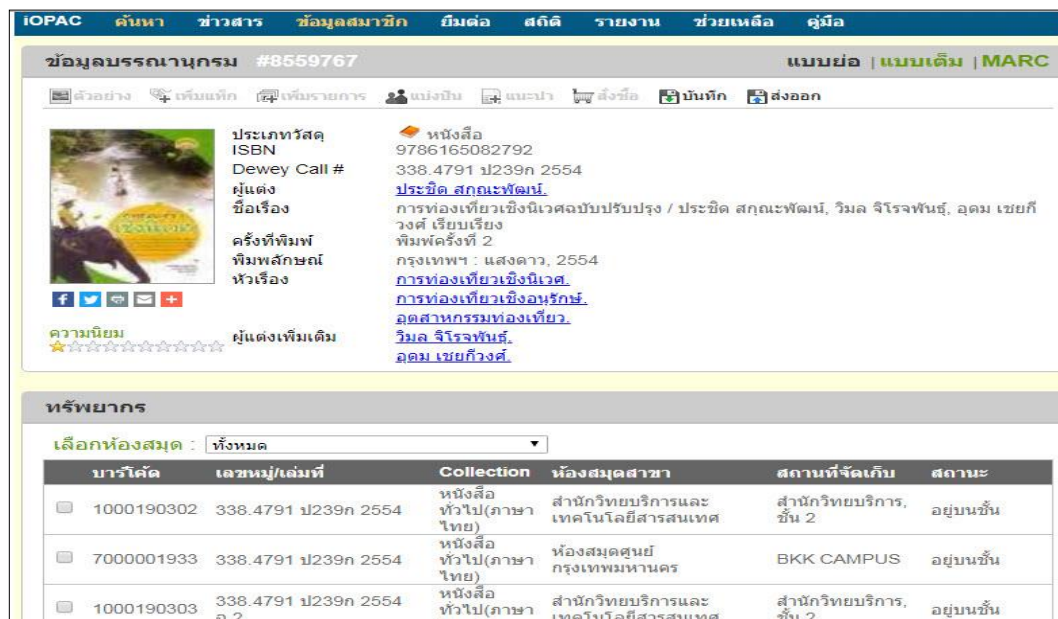 iOPAC ค้นหา ข่าวสาร ข้อมูลสมาชิก ยืมต่อ สถิติ รายงาน ช่วยเหลือ คู่มือ
ข้อมูลบรรณานุกรม #8559767 แบบย่อ | แบบเต็ม | MARC
ตัวอย่าง เพิ่มแท็ก เพิ่มรายการ แบ่งปัน แนะนำ สั่งซื้อ บันทึก ส่งออก
ประเภทวัสดุ หนังสือ
ISBN 9786165082792
Dewey Call # 338.4791 ป239ก 2554
ผู้แต่ง ประชิด สกุณะพัฒน์.
ชื่อเรื่อง การท่องเที่ยวเชิงนิเวศฉบับปรับปรุง / ประชิด สกุณะพัฒน์, วิมล จิโรจพันธุ์, อุดม เชยกี
วงศ์ เรียบเรียง
ครั้งที่พิมพ์ พิมพ์ครั้งที่ 2
พิมพลักษณ์ กรุงเทพฯ : แสงดาว, 2554
หัวเรื่อง การท่องเที่ยวเชิงนิเวศ.
การท่องเที่ยวเชิงอนุรักษ์.
อุตสาหกรรมท่องเที่ยว.
ความนิยม
ผู้แต่งเพิ่มเติม วิมล จิโรจพันธุ์.
อุดม เชยกีวงศ์.
ทรัพยากร
เลือกห้องสมุด : ทั้งหมด
บาร์โค้ด เลขหมู่/เล่มที่ Collection ห้องสมุดสาขา สถานที่จัดเก็บ สถานะ
1000190302 338.4791 ป239ก 2554 หนังสือ
ทั่วไป(ภาษา
ไทย) สำนักวิทยบริการและ
เทคโนโลยีสารสนเทศ สำนักวิทยบริการ,
ชั้น 2 อยู่บนชั้น
7000001933 338.4791 ป239ก 2554 หนังสือ
ทั่วไป(ภาษา
ไทย) ห้องสมุดศูนย์
กรุงเทพมหานคร BKK CAMPUS อยู่บนชั้น
1000190303 338.4791 ป239ก 2554
ฉ.2 หนังสือ
ทั่วไป(ภาษา สำนักวิทยบริการและ
เทคโนโลยีสารสนเทศ สำนักวิทยบริการ,
ชั้น 2 อยู่บนชั้น